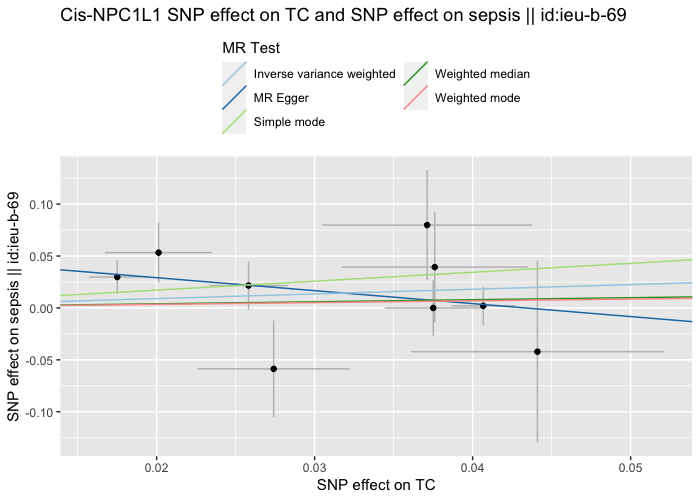 Cis-NPC1L1 SNP effect on TC and SNP effect on sepsis || id:ieu-b-69
MR Test
Inverse variance weighted
Weighted median
MR Egger
Weighted mode
Simple mode
SNP effect on sepsis || id:ieu-b-69
0.10
0.05
0.00
-0.05
-0.10
0.02
0.03
0.04
0.05
SNP effect on TC